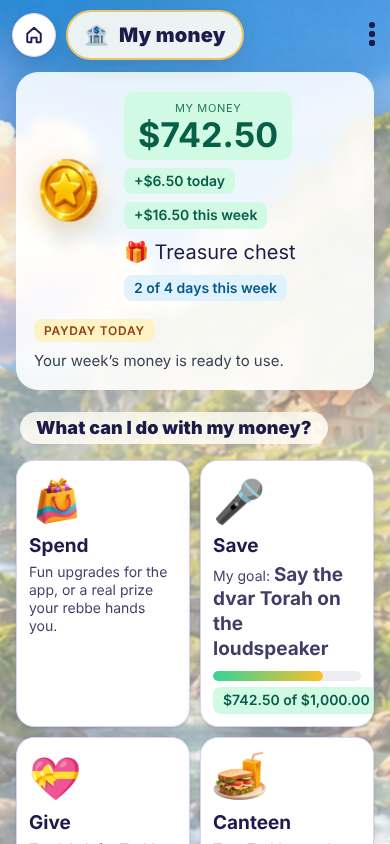 My money
MY MONEY
$742.50
+$6.50 today
+$16.50 this week
Treasure chest
2 of 4 days this week
PAYDAY TODAY
Your week’s money is ready to use.
What can I do with my money?
Spend
Fun upgrades for the
app, or a real prize
your rebbe hands
you.
Save
My goal: Say the
dvar Torah on
the
loudspeaker
$742.50 of $1,000.00
Give
Canteen